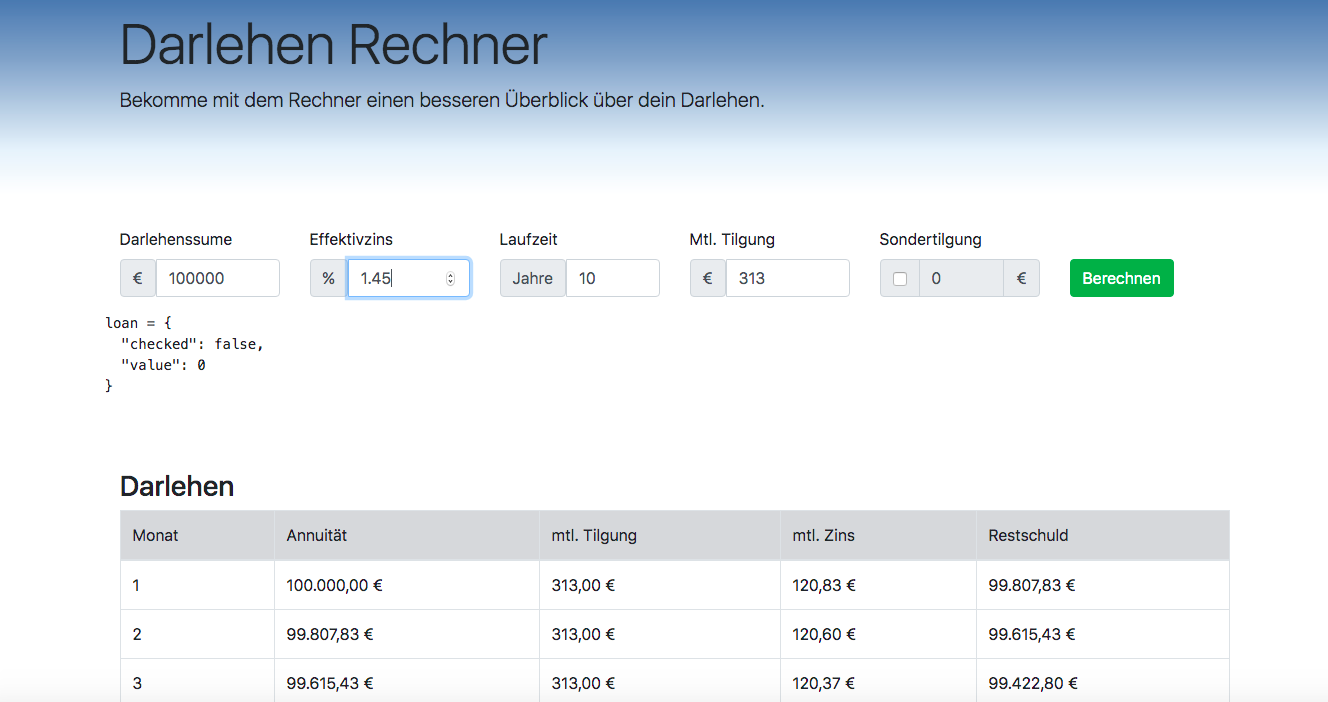 Darlehen Rechner
Bekomme mit dem Rechner einen besseren Überblick über dein Darlehen.
Darlehenssume Effektivzins Laufzeit Mtl. Tilgung Sondertilgung
€ 100000 % 1.45 Jahre 10 € 313 0 € Berechnen
loan = {
"checked": false,
"value": 0
}
Darlehen
Monat Annuität mtl. Tilgung mtl. Zins Restschuld
1 100.000,00 € 313,00 € 120,83 € 99.807,83 €
2 99.807,83 € 313,00 € 120,60 € 99.615,43 €
3 99.615,43 € 313,00 € 120,37 € 99.422,80 €